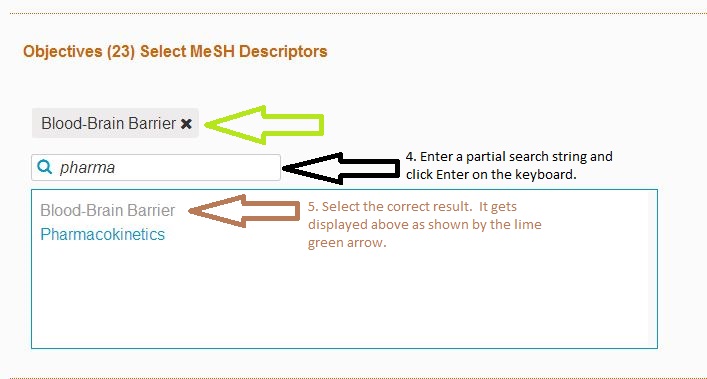 Objectives (23) Select MeSH Descriptors
Blood-Brain Barrier ✖
pharma
4. Enter a partial search string and
click Enter on the keyboard.
Blood-Brain Barrier
Pharmacokinetics
5. Select the correct result.  It gets
displayed above as shown by the lime
green arrow.